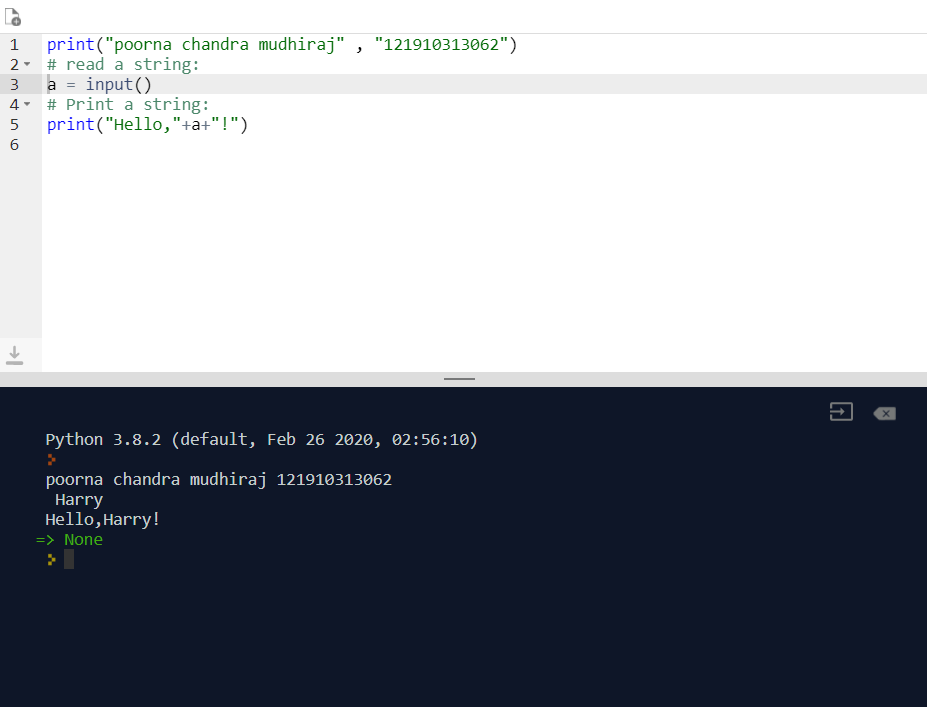 1 print("poorna chandra mudhiraj" , "121910313062")
2 # read a string:
3 a = input()
4 # Print a string:
5 print("Hello,"+a+"!")
6
Python 3.8.2 (default, Feb 26 2020, 02:56:10)
poorna chandra mudhiraj 121910313062
Harry
Hello,Harry!
=> None